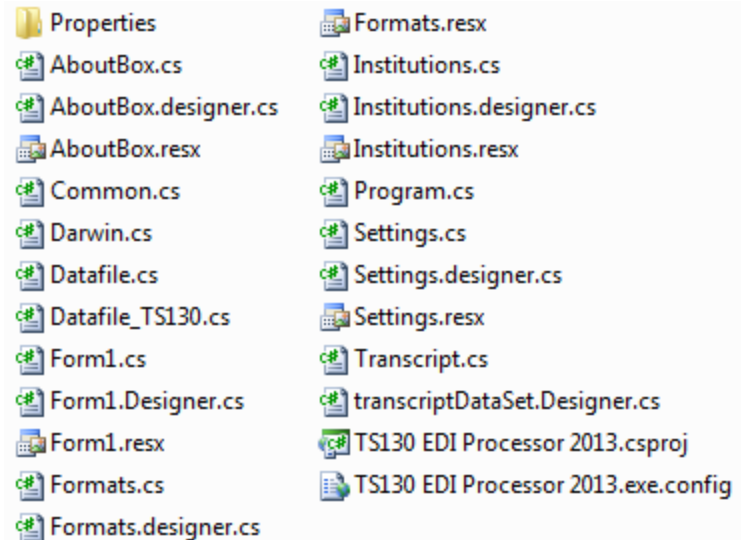 Properties
AboutBox.cs
AboutBox.designer.cs
AboutBox.resx
Common.cs
Darwin.cs
Datafile.cs
Datafile_TS130.cs
Form1.cs
Form1.Designer.cs
Form1.resx
Formats.cs
Formats.designer.cs
Formats.resx
Institutions.cs
Institutions.designer.cs
Institutions.resx
Program.cs
Settings.cs
Settings.designer.cs
Settings.resx
Transcript.cs
transcriptDataSet.Designer.cs
TS130 EDI Processor 2013.csproj
TS130 EDI Processor 2013.exe.config